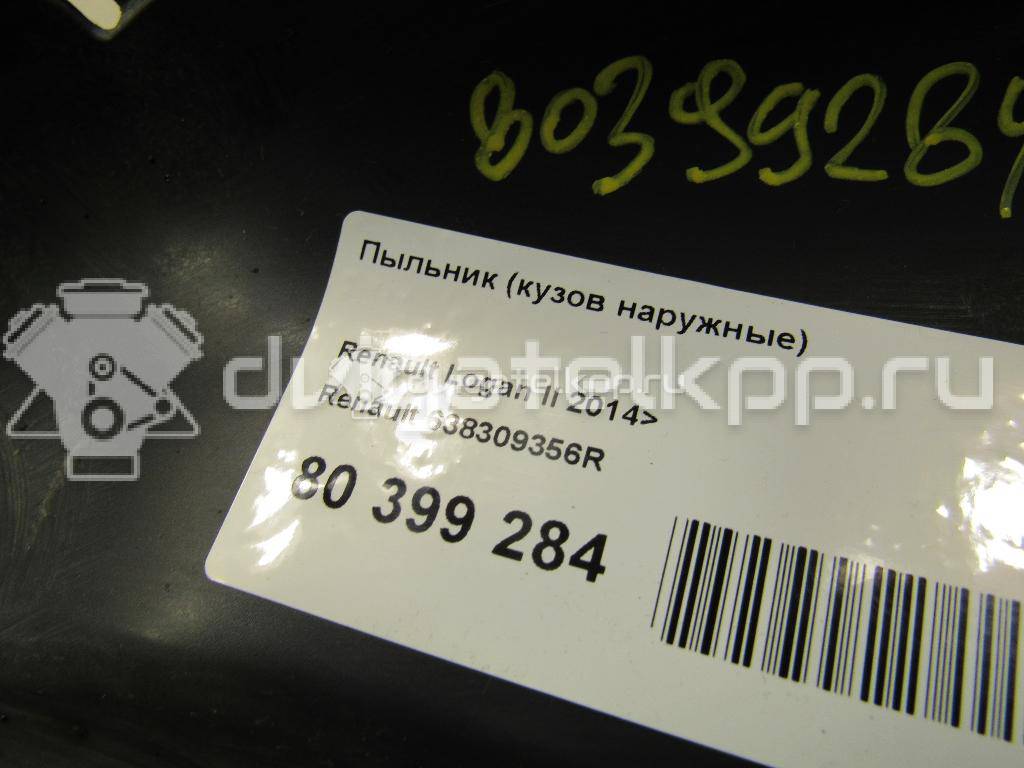 80399284
Пыльник (кузов наружные)
Renault Logan II 2014>
Renault 638309356R
80 399 284
dvigatelkpp.ru